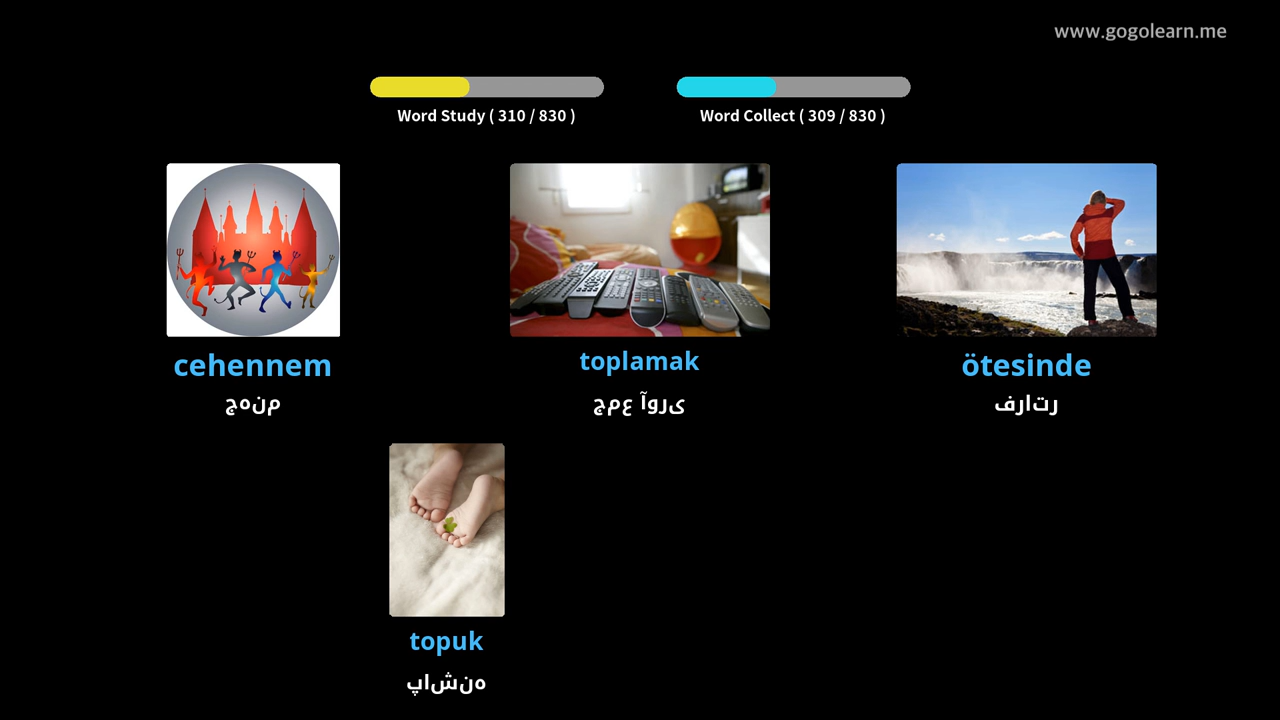 www.gogolearn.me
Word Study ( 310 / 830 )
Word Collect ( 309 / 830 )
cehennem
جهنم
toplamak
جمع آوری
ötesinde
فراتر
topuk
پاشنه